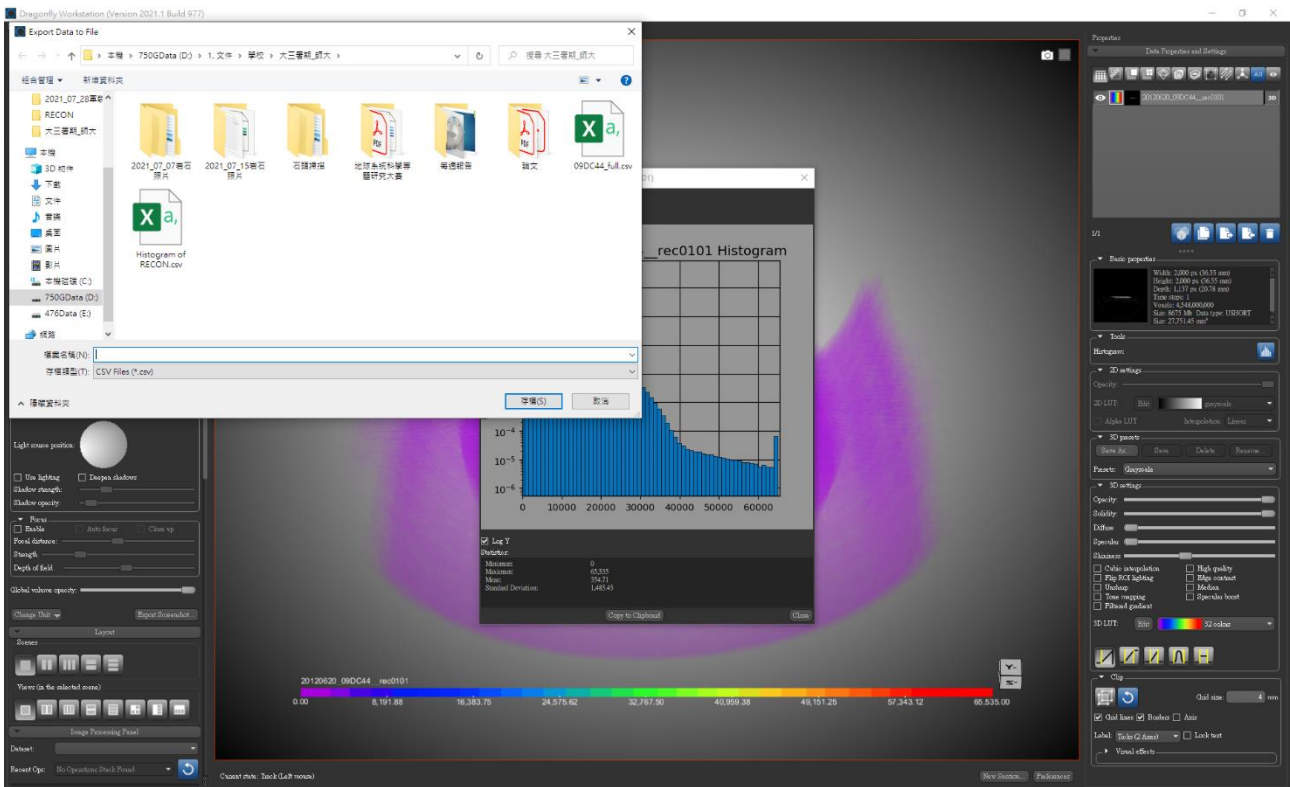 Dragonfly Workstation (Version 2021.1 Build 977)
Export Data to File
本機 › 750GData (D:) › 1. 文件 › 學校 › 大三暑期_師大 ›
搜尋 大三暑期_師大
組合管理
新增資料夾
RECON
大三暑期_師大
本機
3D 物件
下載
文件
音樂
桌面
圖片
影片
本機磁碟 (C:)
750GData (D:)
476Data (E:)
網路
2021_07_07岩石照片
2021_07_15岩石照片
石頭掃描
地球系統科學專題研究大賽
每週報告
論文
09DC44_full.csv
Histogram of RECON.csv
檔案名稱(N):
存檔類型(T): CSV Files (*.csv)
隱藏資料夾
存檔(S)
取消
_rec0101 Histogram
10⁻⁴
10⁻⁵
10⁻⁶
0 10000 20000 30000 40000 50000 60000
Log Y
Statistics:
Minimum: 0
Maximum: 65,535
Mean: 354.71
Standard Deviation: 1,485.45
Copy to Clipboard
Close
Light source position:
Use lighting
Deepen shadows
Shadow strength:
Shadow opacity:
Focus
Enable
Auto focus
Close up
Focal distance:
Strength
Depth of field
Global volume opacity:
Change Unit
Export Screenshot...
Layout
Scenes
Views (in the selected scene)
Image Processing Panel
Dataset:
Recent Ops: No Operations Stack Found
20120620_09DC44__rec0101
0.00 8,191.88 16,383.75 24,575.62 32,767.50 40,959.38 49,151.25 57,343.12 65,535.00
Current state: Track (Left mouse)
New Session...
Preferences
Properties
Data Properties and Settings
All
20120620_09DC44__rec0101
3D
1/1
Basic properties
Width: 2,000 px (36.55 mm)
Height: 2,000 px (36.55 mm)
Depth: 1,137 px (20.78 mm)
Time steps: 1
Voxels: 4,548,000,000
Size: 8675 Mb Data type: USHORT
Size: 27,751.45 mm³
Tools
Histogram:
2D settings
Opacity:
2D LUT: Edit grayscale
Alpha LUT
Interpolation: Linear
3D presets
Save As...
Save
Delete
Rename...
Presets: Grayscale
3D settings
Opacity:
Solidity:
Diffuse
Specular
Shininess
Cubic interpolation
High quality
Flip ROI lighting
Edge contrast
Unsharp
Median
Tone mapping
Specular boost
Filtered gradient
3D LUT: Edit 32 colors
Clip
Grid size: 4 mm
Grid lines
Borders
Axis
Label: Ticks (2 Axes)
Lock text
Visual effects